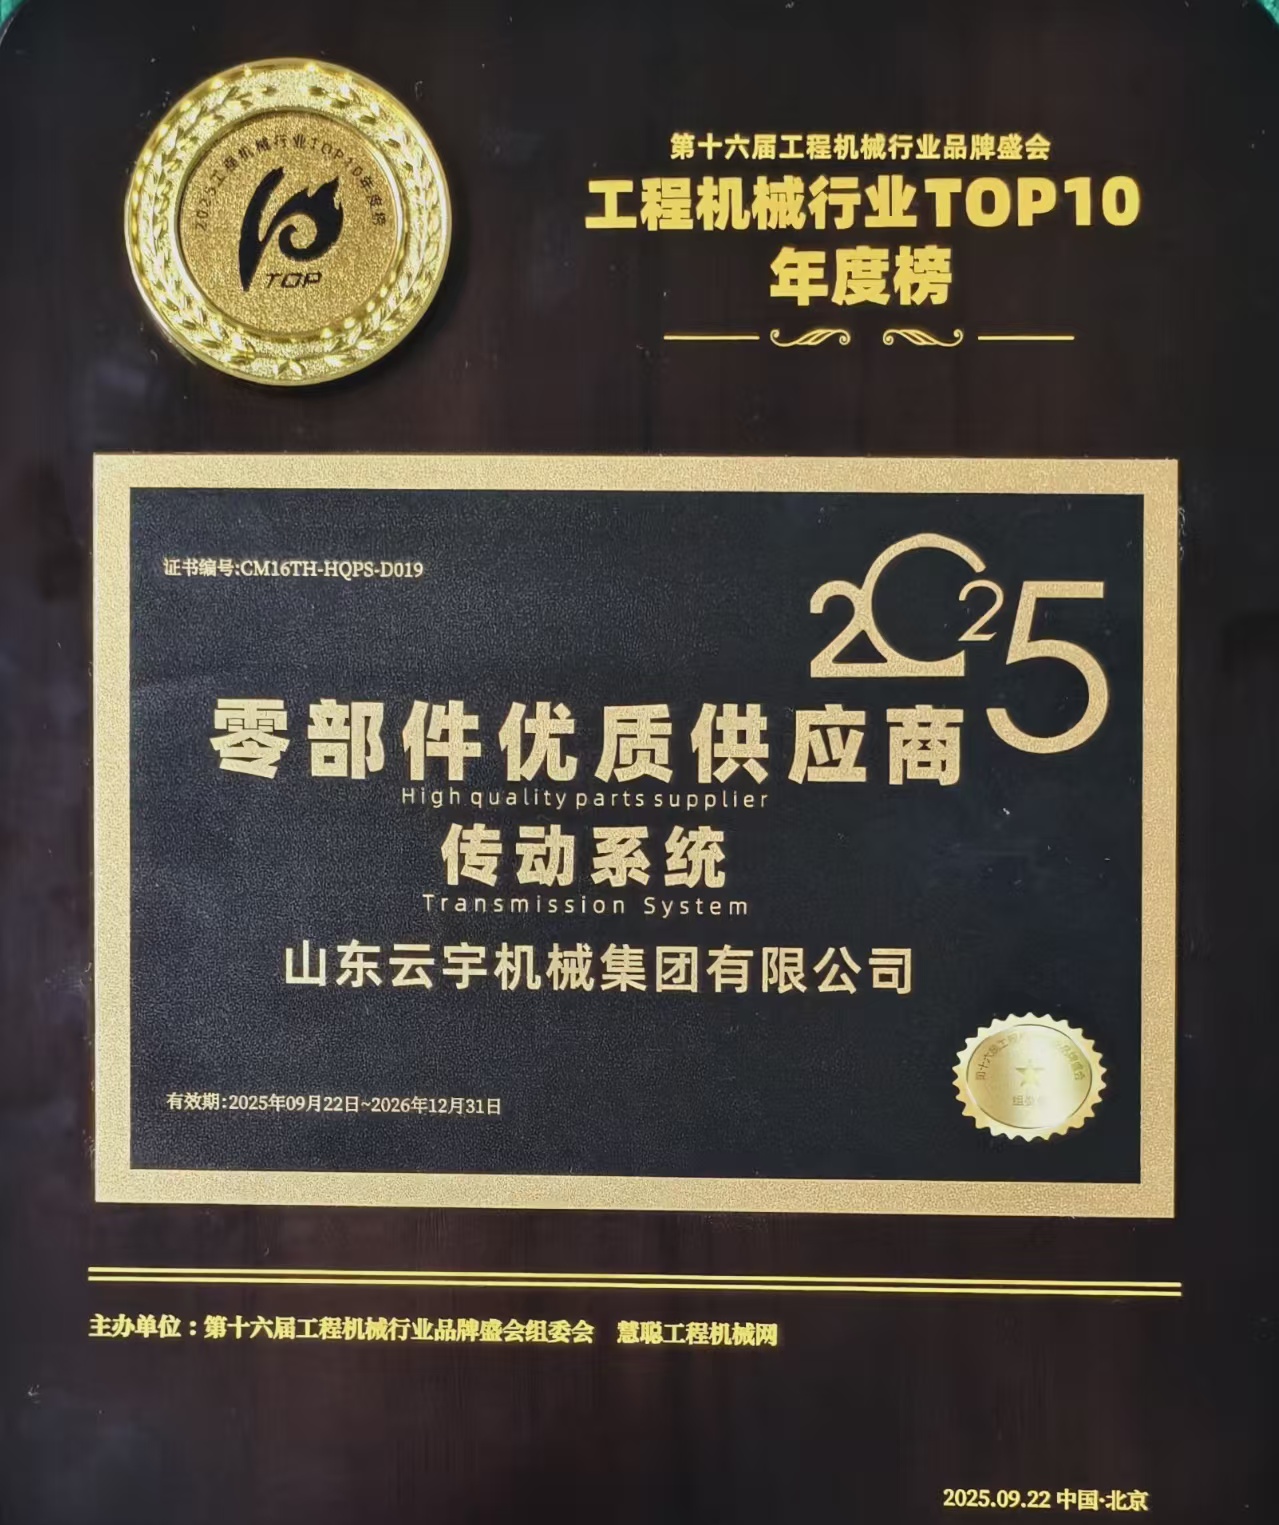 2025工程机械行业TOP10年度榜
TOP
第十六届工程机械行业品牌盛会
工程机械行业TOP10
年度榜
证书编号:CM16TH-HQPS-D019
2025
零部件优质供应商
High quality parts supplier
传动系统
Transmission System
山东云宇机械集团有限公司
有效期:2025年09月22日~2026年12月31日
主办单位：第十六届工程机械行业品牌盛会组委会 慧聪工程机械网
2025.09.22 中国·北京